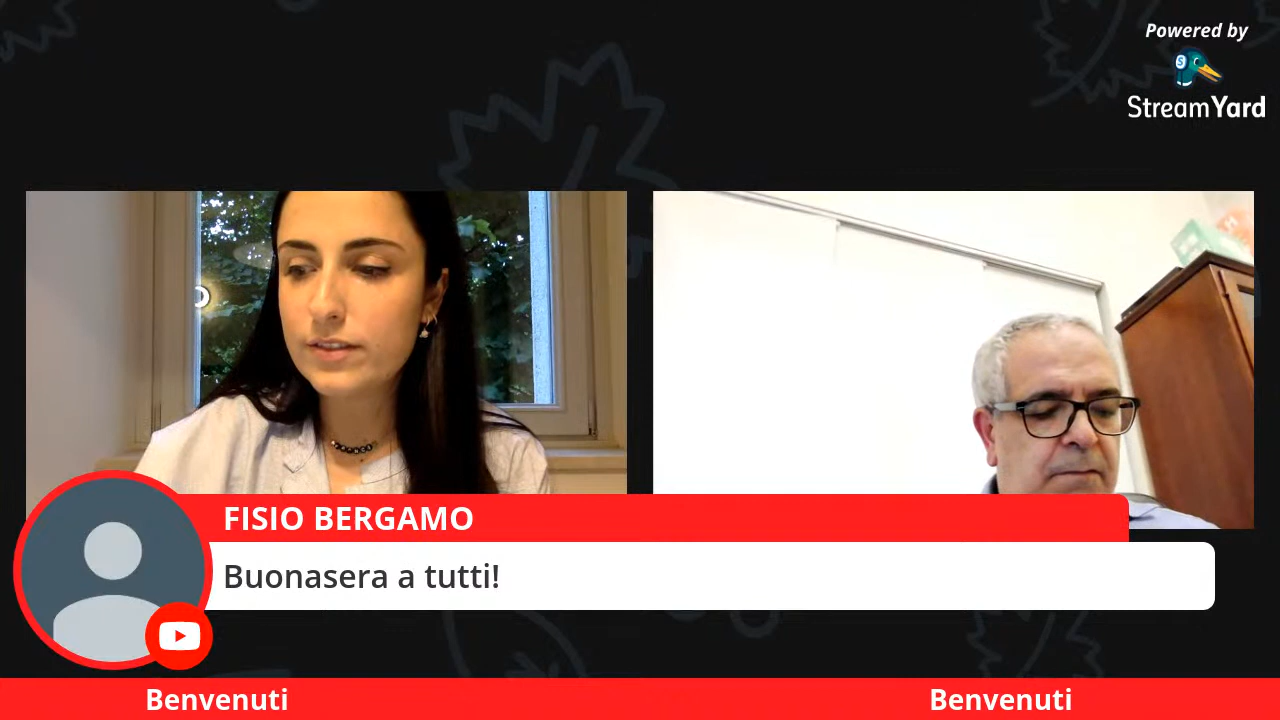 Powered by
StreamYard
FISIO BERGAMO
Buonasera a tutti!
Benvenuti Benvenuti